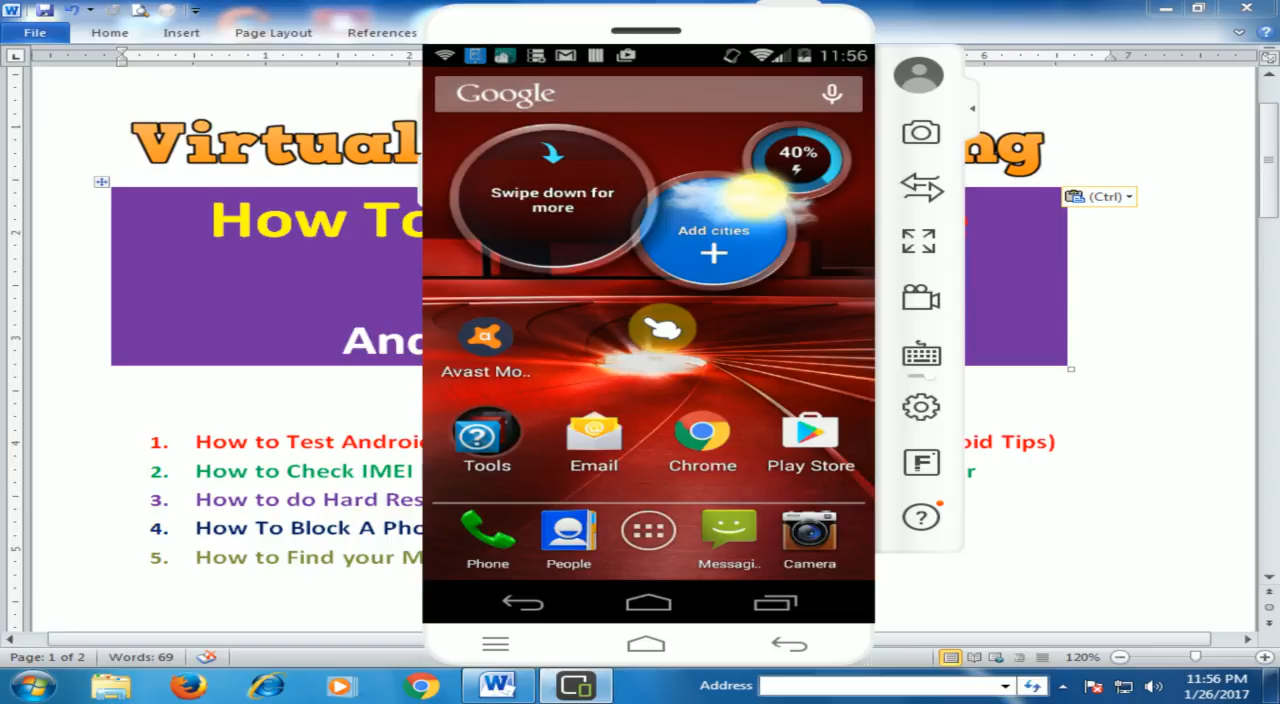 File Home Insert Page Layout References
11:56
Google
Virtual ng
40%
Swipe down for
more
Add cities
(Ctrl)
How To
And
Avast Mo..
Tools Email Chrome Play Store
1. How to Test Android oid Tips)
2. How to Check IMEI r
3. How to do Hard Res
4. How To Block A Pho
5. How to Find your M
Phone People Messagi.. Camera
Page: 1 of 2 Words: 69 120%
Address
11:56 PM
1/26/2017